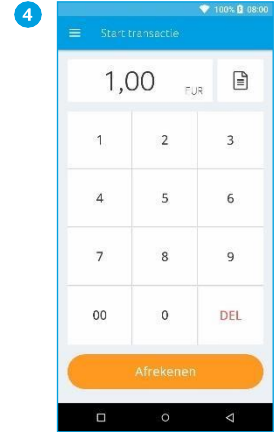 4
100% 08:00
Start transactie
1,00 EUR
1 2 3
4 5 6
7 8 9
00 0 DEL
Afrekenen